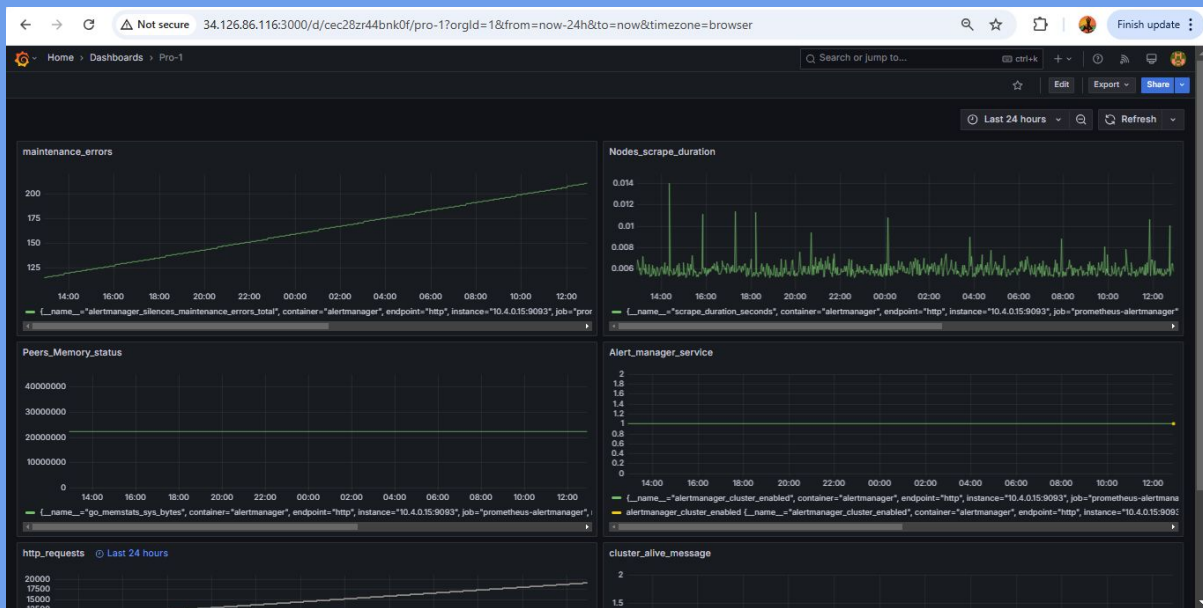 Not secure 34.126.86.116:3000/d/cec28zr44bnk0f/pro-1?orgId=1&from=now-24h&to=now&timezone=browser Finish update
Home > Dashboards > Pro-1 Search or jump to... ctrl+k
Edit Export Share
Last 24 hours Refresh
maintenance_errors
200
175
150
125
14:00 16:00 18:00 20:00 22:00 00:00 02:00 04:00 06:00 08:00 10:00 12:00
{__name__="alertmanager_silences_maintenance_errors_total", container="alertmanager", endpoint="http", instance="10.4.0.15:9093", job="pror
Nodes_scrape_duration
0.014
0.012
0.01
0.008
0.006
14:00 16:00 18:00 20:00 22:00 00:00 02:00 04:00 06:00 08:00 10:00 12:00
{__name__="scrape_duration_seconds", container="alertmanager", endpoint="http", instance="10.4.0.15:9093", job="prometheus-alertmanager"
Peers_Memory_status
40000000
30000000
20000000
10000000
0
14:00 16:00 18:00 20:00 22:00 00:00 02:00 04:00 06:00 08:00 10:00 12:00
{__name__="go_memstats_sys_bytes", container="alertmanager", endpoint="http", instance="10.4.0.15:9093", job="prometheus-alertmanager",
Alert_manager_service
2
1.8
1.6
1.4
1.2
1
0.8
0.6
0.4
0.2
0
14:00 16:00 18:00 20:00 22:00 00:00 02:00 04:00 06:00 08:00 10:00 12:00
{__name__="alertmanager_cluster_enabled", container="alertmanager", endpoint="http", instance="10.4.0.15:9093", job="prometheus-alertmana
alertmanager_cluster_enabled {__name__="alertmanager_cluster_enabled", container="alertmanager", endpoint="http", instance="10.4.0.15:9093
http_requests Last 24 hours
20000
17500
15000
cluster_alive_message
2
1.5